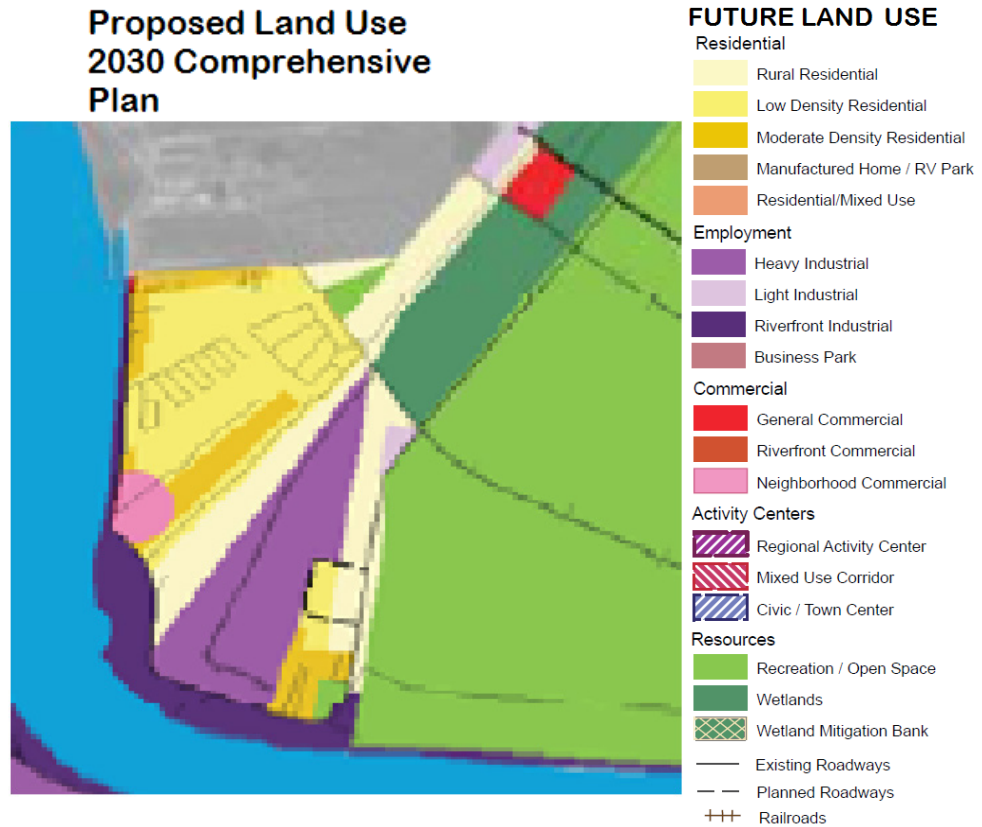 Proposed Land Use
2030 Comprehensive
Plan
FUTURE LAND USE
Residential
Rural Residential
Low Density Residential
Moderate Density Residential
Manufactured Home / RV Park
Residential/Mixed Use
Employment
Heavy Industrial
Light Industrial
Riverfront Industrial
Business Park
Commercial
General Commercial
Riverfront Commercial
Neighborhood Commercial
Activity Centers
Regional Activity Center
Mixed Use Corridor
Civic / Town Center
Resources
Recreation / Open Space
Wetlands
Wetland Mitigation Bank
Existing Roadways
Planned Roadways
Railroads